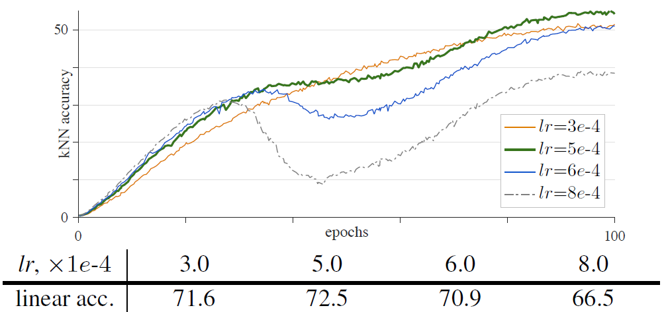 50
kNN accuracy
lr=3e-4
lr=5e-4
lr=6e-4
lr=8e-4
0
0 epochs 100
lr, ×1e-4 3.0 5.0 6.0 8.0
linear acc. 71.6 72.5 70.9 66.5